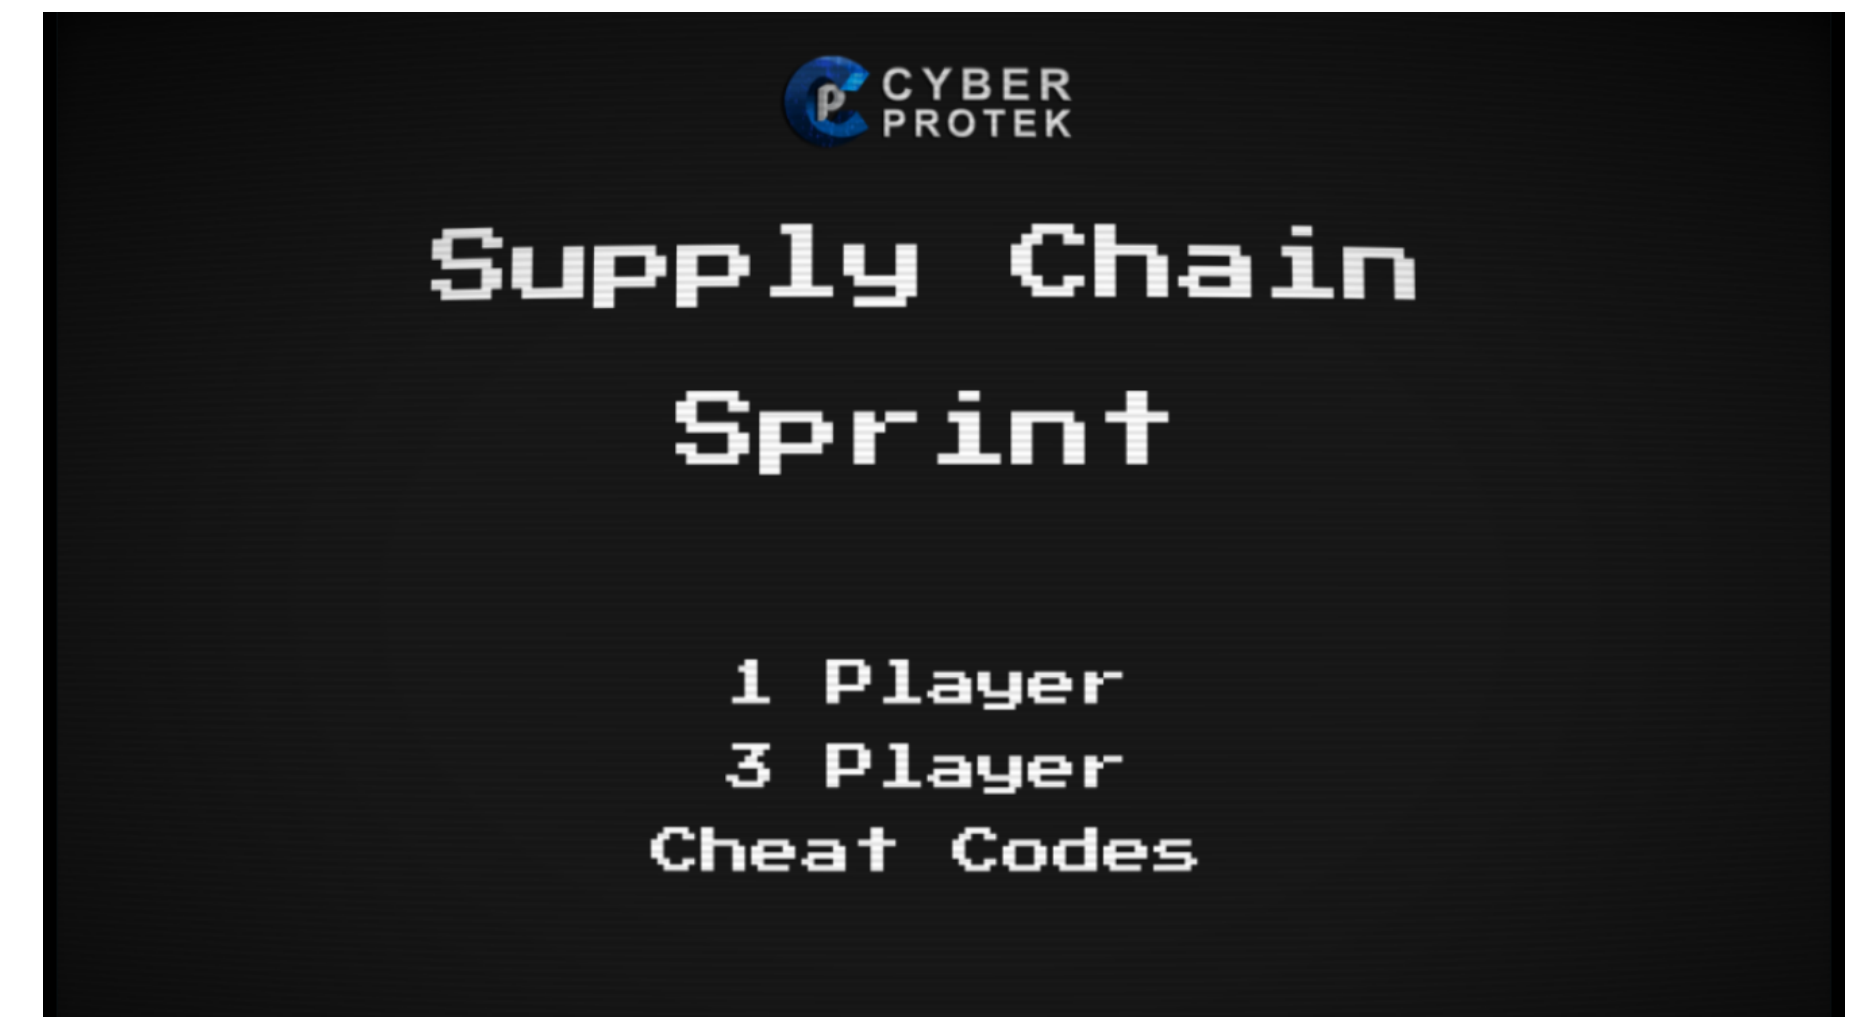 CYBER
PROTEK
Supply Chain
Sprint
1 Player
3 Player
Cheat Codes